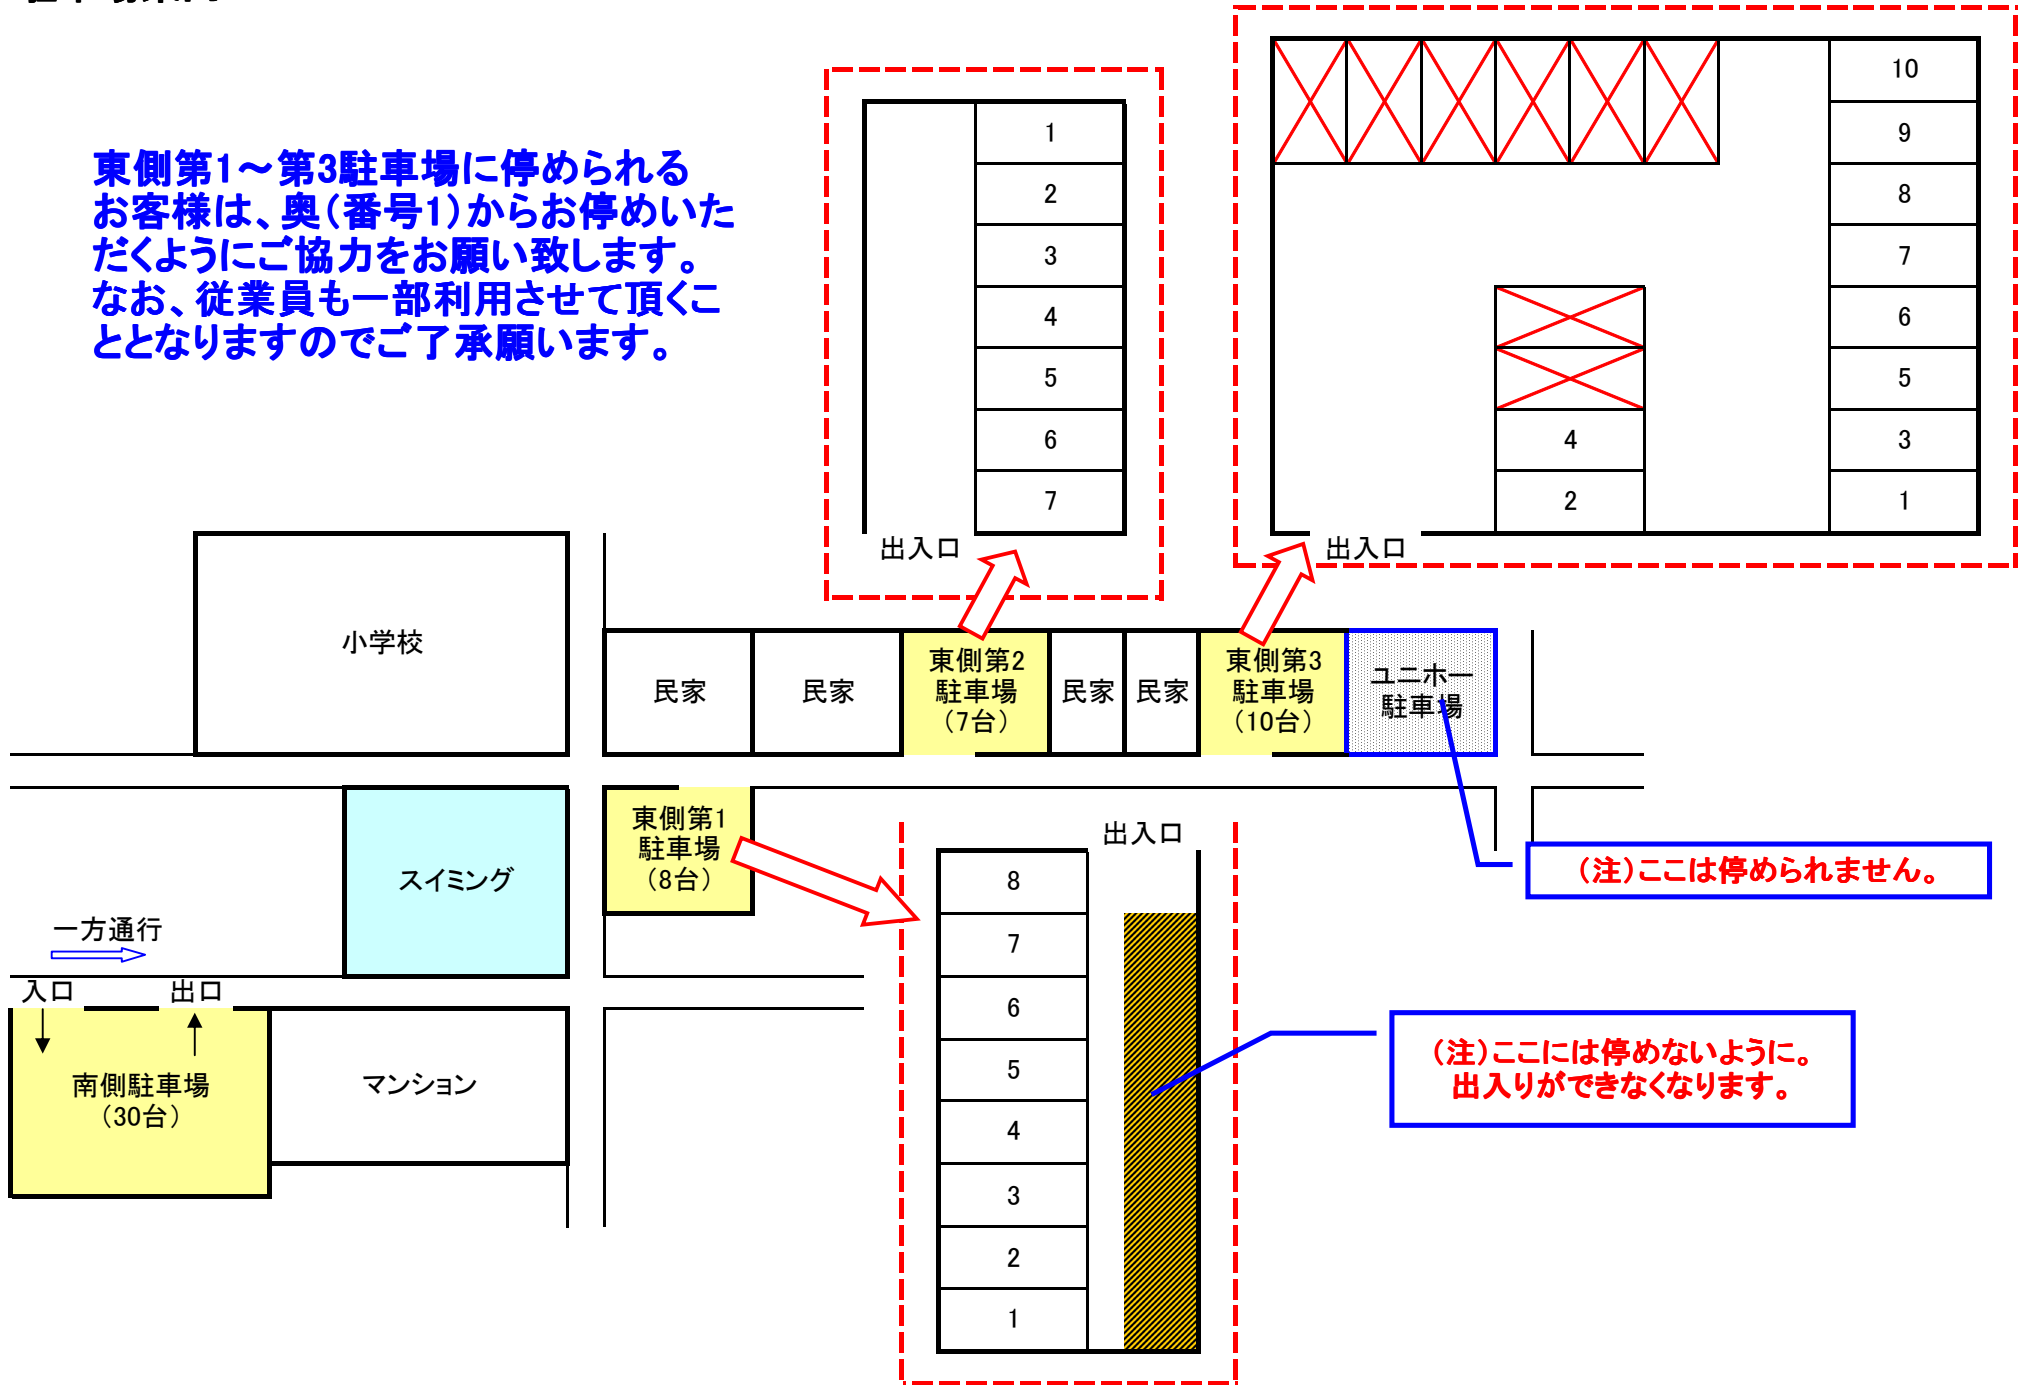 東側第1～第3駐車場に停められる
お客様は、奥（番号1）からお停めいた
だくようにご協力をお願い致します。
なお、従業員も一部利用させて頂くこ
ととなりますのでご了承願います。
1
2
3
4
5
6
7
出入口
10
9
8
7
6
5
3
1
4
2
出入口
小学校
民家
民家
東側第2
駐車場
（7台）
民家
民家
東側第3
駐車場
（10台）
ユニホー
駐車場
スイミング
東側第1
駐車場
（8台）
出入口
（注）ここは停められません。
一方通行
入口
出口
南側駐車場
（30台）
マンション
8
7
6
5
4
3
2
1
（注）ここには停めないように。
出入りができなくなります。